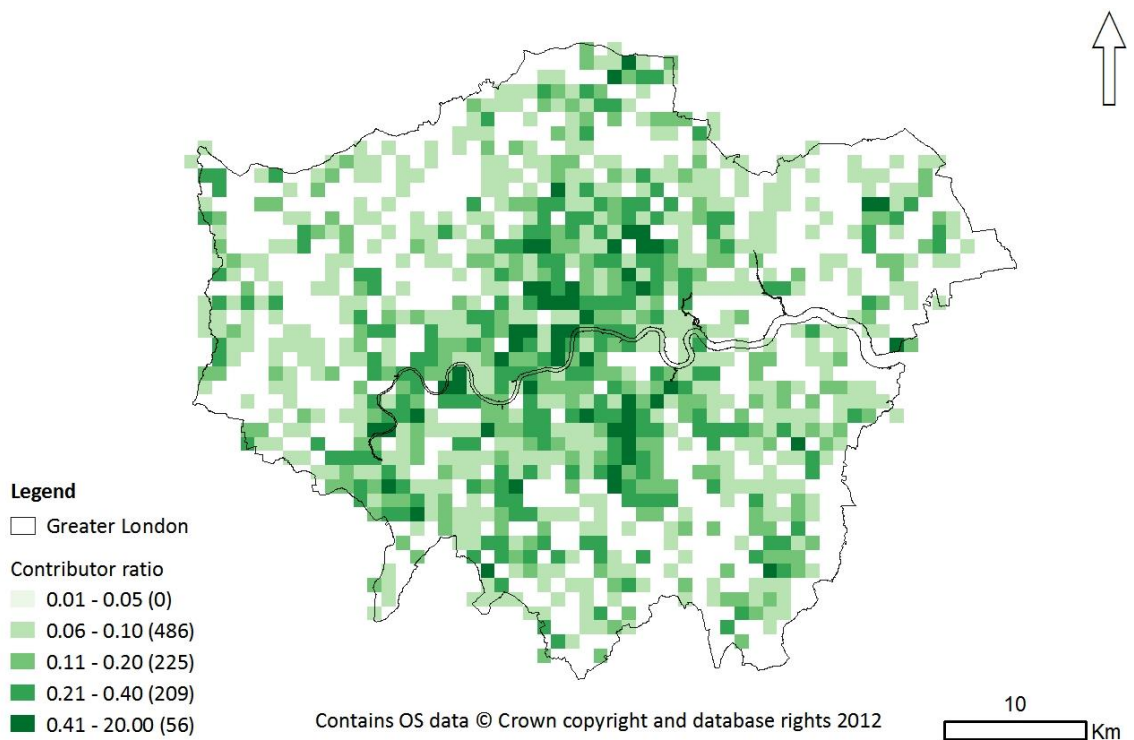 Legend
Greater London
Contributor ratio
0.01 - 0.05 (0)
0.06 - 0.10 (486)
0.11 - 0.20 (225)
0.21 - 0.40 (209)
0.41 - 20.00 (56)
Contains OS data © Crown copyright and database rights 2012
10
Km